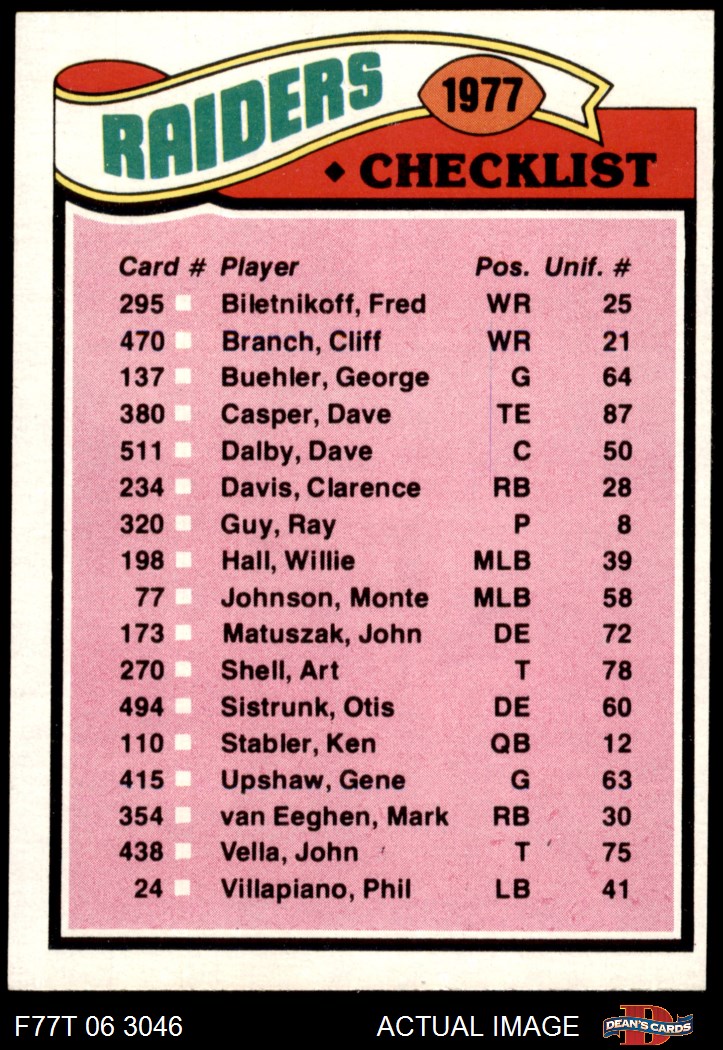 RAIDERS 1977
♦ CHECKLIST
Card # Player Pos. Unif. #
295 Biletnikoff, Fred WR 25
470 Branch, Cliff WR 21
137 Buehler, George G 64
380 Casper, Dave TE 87
511 Dalby, Dave C 50
234 Davis, Clarence RB 28
320 Guy, Ray P 8
198 Hall, Willie MLB 39
77 Johnson, Monte MLB 58
173 Matuszak, John DE 72
270 Shell, Art T 78
494 Sistrunk, Otis DE 60
110 Stabler, Ken QB 12
415 Upshaw, Gene G 63
354 van Eeghen, Mark RB 30
438 Vella, John T 75
24 Villapiano, Phil LB 41
F77T 06 3046 ACTUAL IMAGE D DEAN'S CARDS